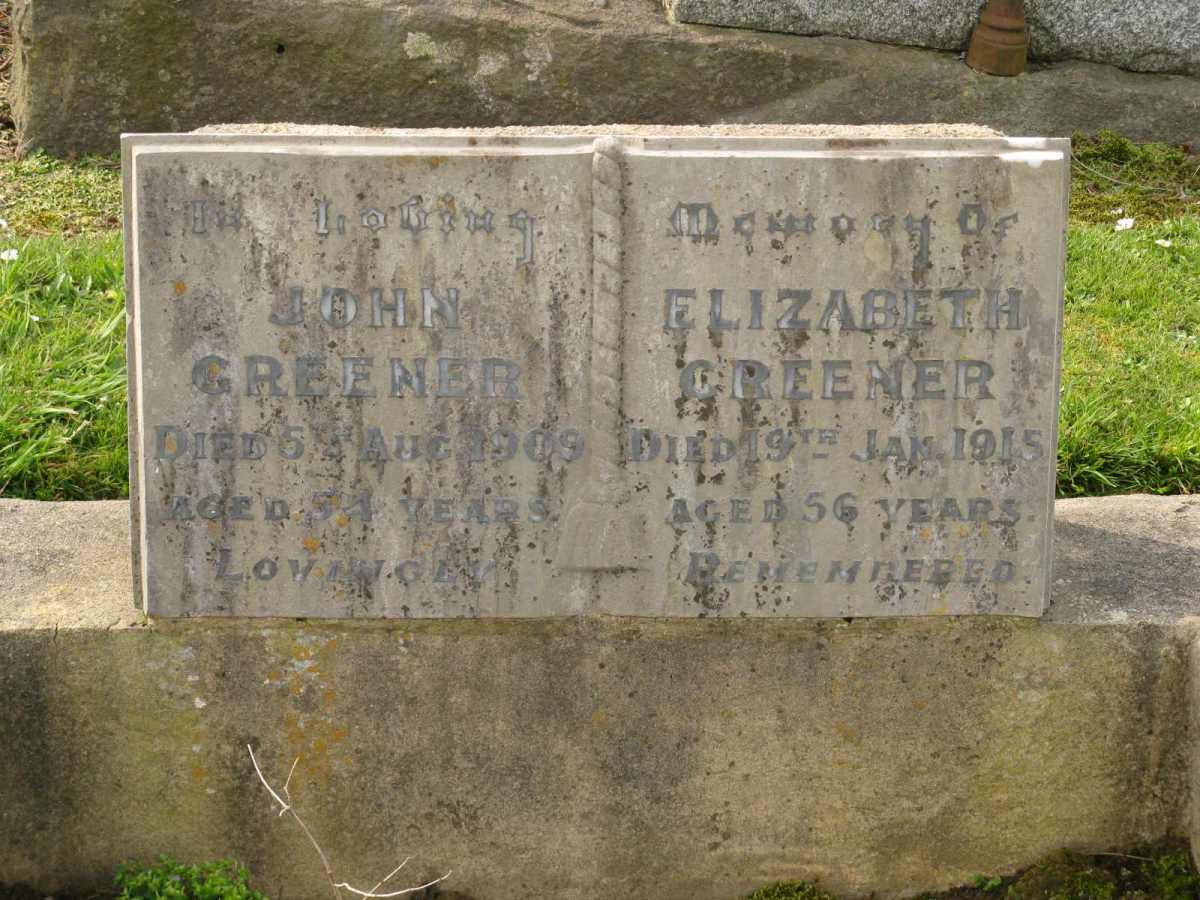 In Loving
JOHN
GREENER
DIED 5TH AUG 1909
AGED 54 YEARS
LOVINGLY
Memory Of
ELIZABETH
GREENER
DIED 19TH JAN. 1915
AGED 56 YEARS.
REMEMBERED.